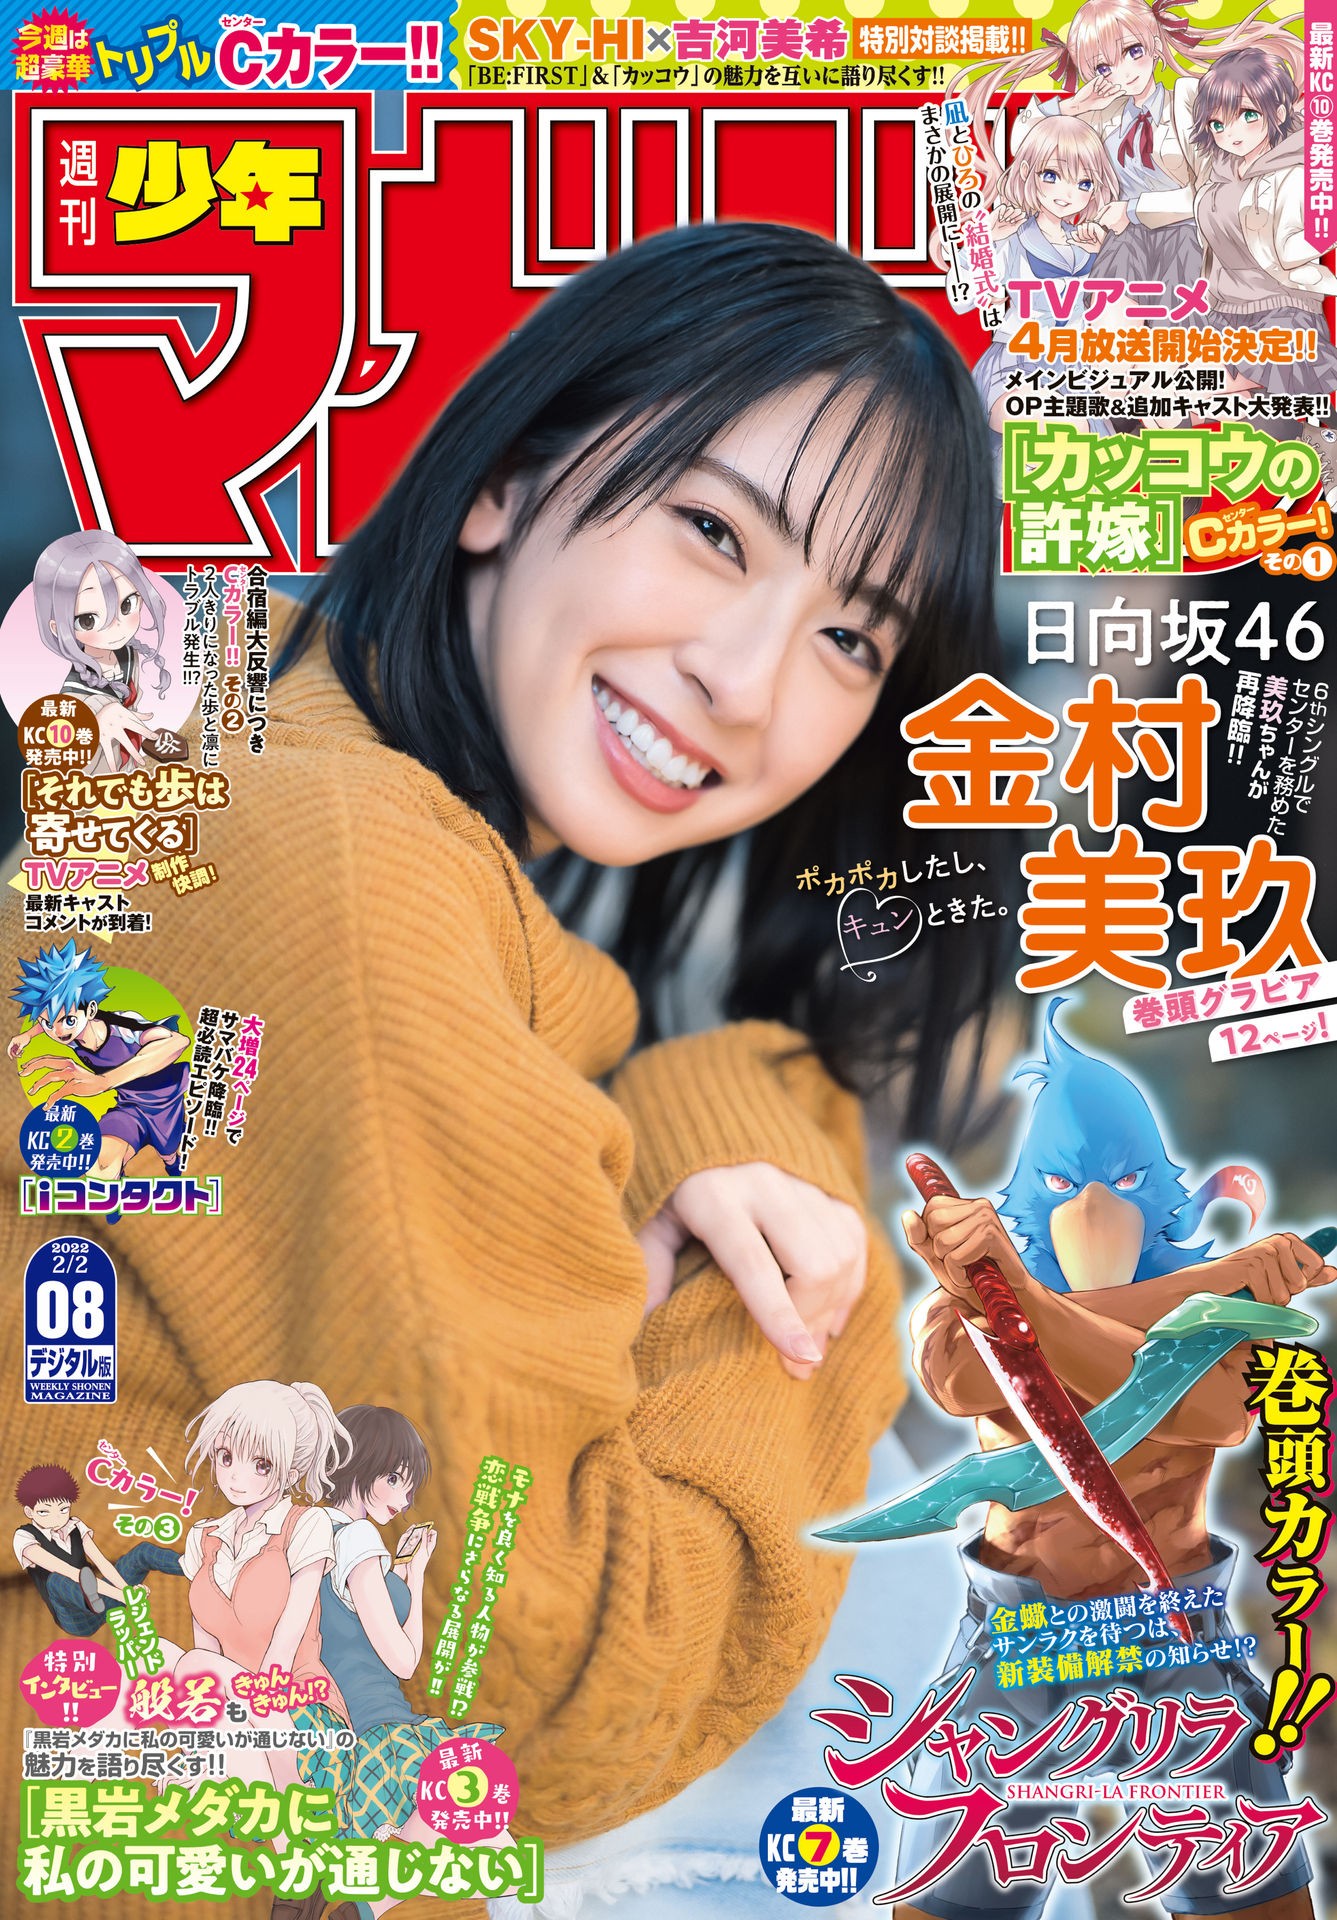 今週は
超豪華
トリプル
センター
Cカラー!!
SKY-HI×吉河美希 特別対談掲載!!
「BE:FIRST」&「カッコウ」の魅力を互いに語り尽くす!!
最新KC⑩巻発売中!!
週刊
少年
マガジン
凪とひろの“結婚式”は
まさかの展開に──!?
TVアニメ
4月放送開始決定!!
メインビジュアル公開!
OP主題歌&追加キャスト大発表!!
[カッコウの
許嫁]
センター
Cカラー!
その①
日向坂46
金村
美玖
6thシングルで
センターを務めた
美玖ちゃんが
再降臨!!
ポカポカしたし、
キュンときた。
巻頭グラビア
12ページ!
合宿編大反響につき
センター
Cカラー!! その②
2人きりになった歩と凛に
トラブル発生!?
最新
KC10巻
発売中!!
[それでも歩は
寄せてくる]
TVアニメ 制作快調!
最新キャスト
コメントが到着!
大増24ページで
サマバケ降臨!!
超必読エピソード!
最新
KC②巻
発売中!!
[iコンタクト]
2022
2/2
08
デジタル版
WEEKLY SHONEN
MAGAZINE
センター
Cカラー!
その③
モナを良く知る人物が参戦!?
恋戦争にさらなる展開が!!
特別
インタビュー
!!
レジェンド
ラッパー
般若も
きゅん
きゅん!?
『黒岩メダカに私の可愛いが通じない』の
魅力を語り尽くす!!
最新
KC③巻
発売中!!
[黒岩メダカに
私の可愛いが通じない]
巻頭カラー!!
金蠍との激闘を終えた
サンラクを待つは、
新装備解禁の知らせ!?
シャングリラ
SHANGRI-LA FRONTIER
フロンティア
最新
KC⑦巻
発売中!!